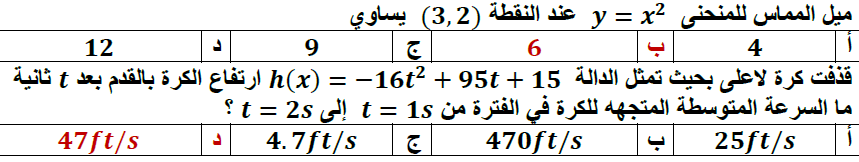 ميل المماس للمنحنى y = x² عند النقطة (3, 2) يساوي
أ 4 ب 6 ج 9 د 12
قذفت كرة لاعلى بحيث تمثل الدالة h(x) = −16t² + 95t + 15 ارتفاع الكرة بالقدم بعد t ثانية
ما السرعة المتوسطة المتجهه للكرة في الفترة من t = 1s إلى t = 2s ؟
أ 25ft/s ب 470ft/s ج 4.7ft/s د 47ft/s